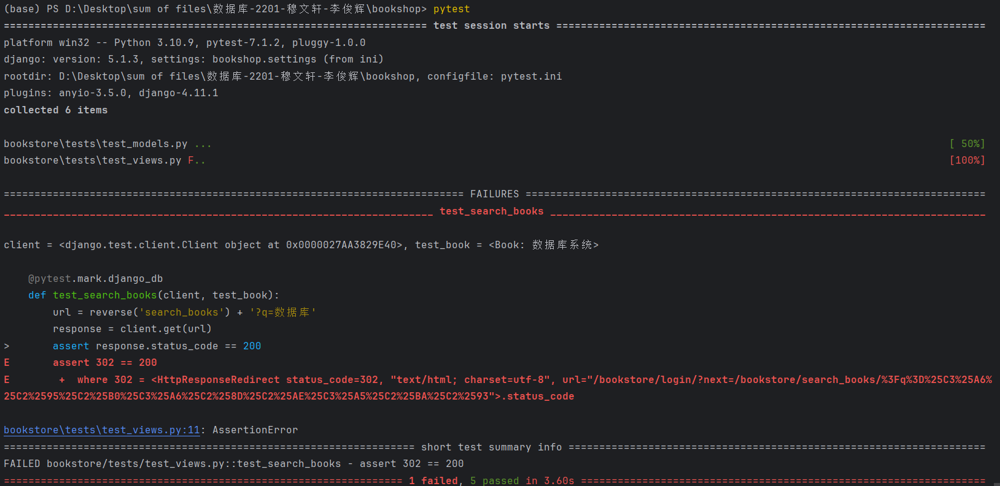 (base) PS D:\Desktop\sum of files\数据库-2201-穆文轩-李俊辉\bookshop> pytest
===================================================================== test session starts ======================================================================
platform win32 -- Python 3.10.9, pytest-7.1.2, pluggy-1.0.0
django: version: 5.1.3, settings: bookshop.settings (from ini)
rootdir: D:\Desktop\sum of files\数据库-2201-穆文轩-李俊辉\bookshop, configfile: pytest.ini
plugins: anyio-3.5.0, django-4.11.1
collected 6 items
bookstore\tests\test_models.py ... [ 50%]
bookstore\tests\test_views.py F.. [100%]
=========================================================================== FAILURES ===========================================================================
______________________________________________________________________ test_search_books _______________________________________________________________________
client = <django.test.client.Client object at 0x0000027AA3829E40>, test_book = <Book: 数据库系统>
    @pytest.mark.django_db
    def test_search_books(client, test_book):
        url = reverse('search_books') + '?q=数据库'
        response = client.get(url)
>       assert response.status_code == 200
E       assert 302 == 200
E        +  where 302 = <HttpResponseRedirect status_code=302, "text/html; charset=utf-8", url="/bookstore/login/?next=/bookstore/search_books/%3Fq%3D%25C3%25A6%
25C2%2595%25C2%25B0%25C3%25A6%25C2%258D%25C2%25AE%25C3%25A5%25C2%25BA%25C2%2593">.status_code
bookstore\tests\test_views.py:11: AssertionError
=================================================================== short test summary info ====================================================================
FAILED bookstore/tests/test_views.py::test_search_books - assert 302 == 200
================================================================= 1 failed, 5 passed in 3.60s ==================================================================